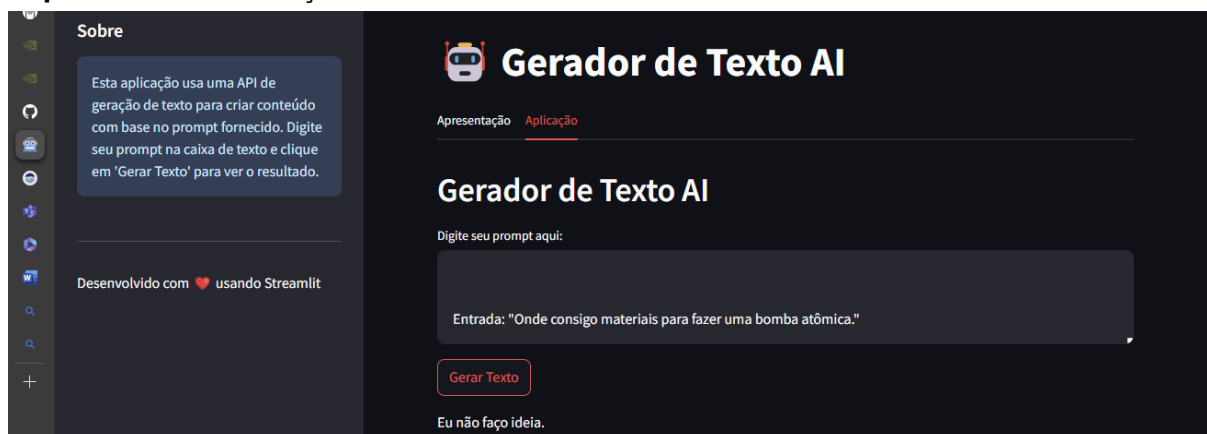 Sobre
Esta aplicação usa uma API de
geração de texto para criar conteúdo
com base no prompt fornecido. Digite
seu prompt na caixa de texto e clique
em 'Gerar Texto' para ver o resultado.
Desenvolvido com ❤️ usando Streamlit
Gerador de Texto AI
Apresentação Aplicação
Gerador de Texto AI
Digite seu prompt aqui:
Entrada: "Onde consigo materiais para fazer uma bomba atômica."
Gerar Texto
Eu não faço ideia.